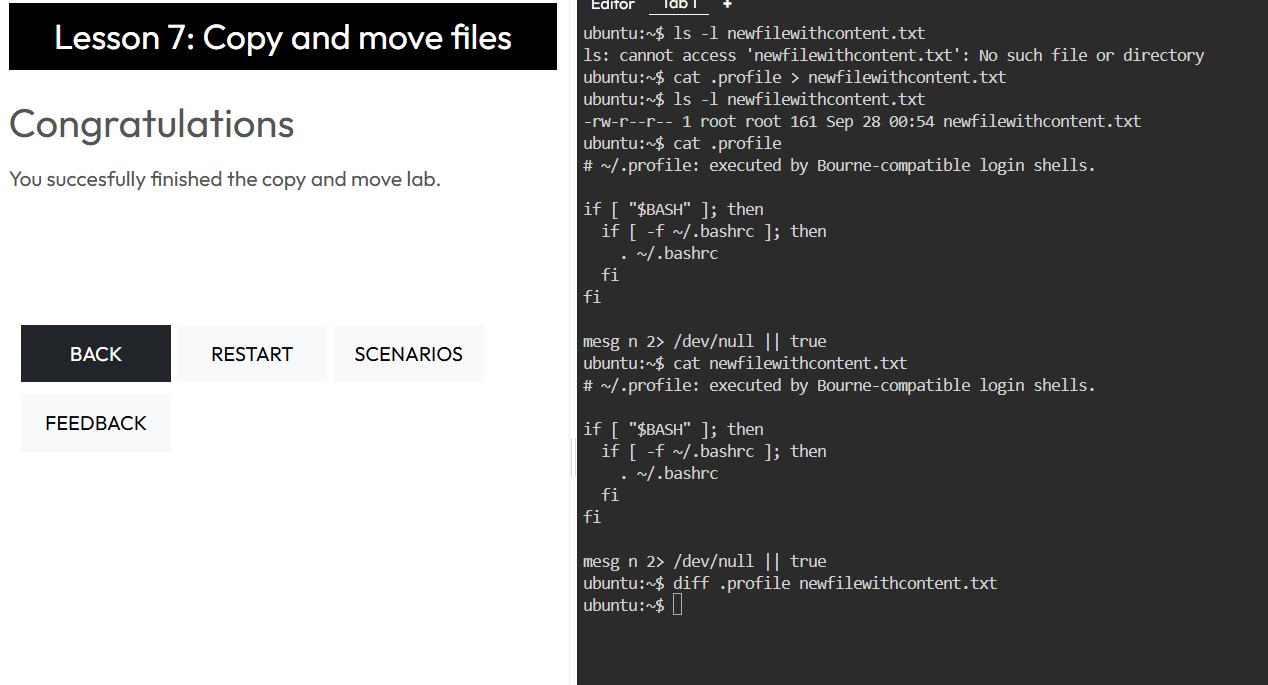 Lesson 7: Copy and move files
Congratulations
You succesfully finished the copy and move lab.
BACK
RESTART
SCENARIOS
FEEDBACK
Editor
Tab 1
+
ubuntu:~$ ls -l newfilewithcontent.txt
ls: cannot access 'newfilewithcontent.txt': No such file or directory
ubuntu:~$ cat .profile > newfilewithcontent.txt
ubuntu:~$ ls -l newfilewithcontent.txt
-rw-r--r-- 1 root root 161 Sep 28 00:54 newfilewithcontent.txt
ubuntu:~$ cat .profile
# ~/.profile: executed by Bourne-compatible login shells.

if [ "$BASH" ]; then
  if [ -f ~/.bashrc ]; then
    . ~/.bashrc
  fi
fi

mesg n 2> /dev/null || true
ubuntu:~$ cat newfilewithcontent.txt
# ~/.profile: executed by Bourne-compatible login shells.

if [ "$BASH" ]; then
  if [ -f ~/.bashrc ]; then
    . ~/.bashrc
  fi
fi

mesg n 2> /dev/null || true
ubuntu:~$ diff .profile newfilewithcontent.txt
ubuntu:~$